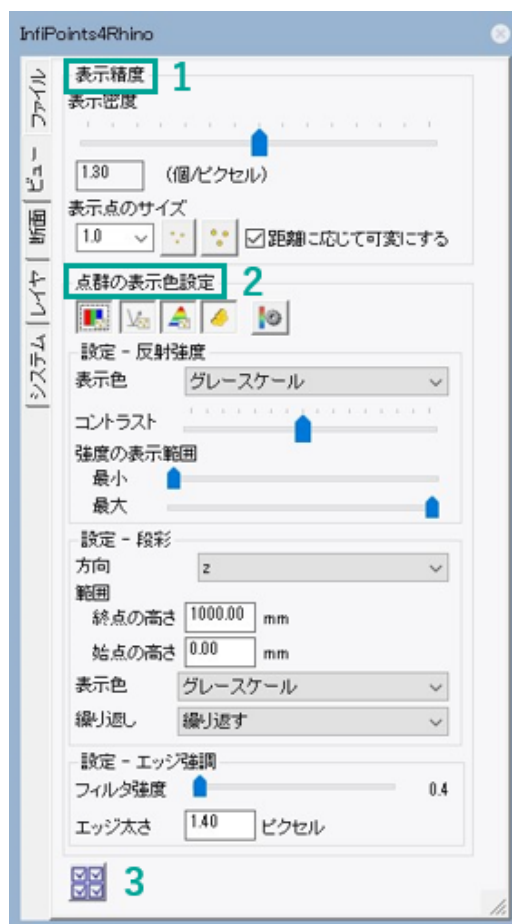 InfiPoints4Rhino
ファイル
ビュー
断面
レイヤ
システム
表示精度 1
表示密度
1.30 (個/ピクセル)
表示点のサイズ
1.0 距離に応じて可変にする
点群の表示色設定 2
設定 - 反射強度
表示色 グレースケール
コントラスト
強度の表示範囲
最小
最大
設定 - 段彩
方向 z
範囲
終点の高さ 1000.00 mm
始点の高さ 0.00 mm
表示色 グレースケール
繰り返し 繰り返す
設定 - エッジ強調
フィルタ強度 0.4
エッジ太さ 1.40 ピクセル
3